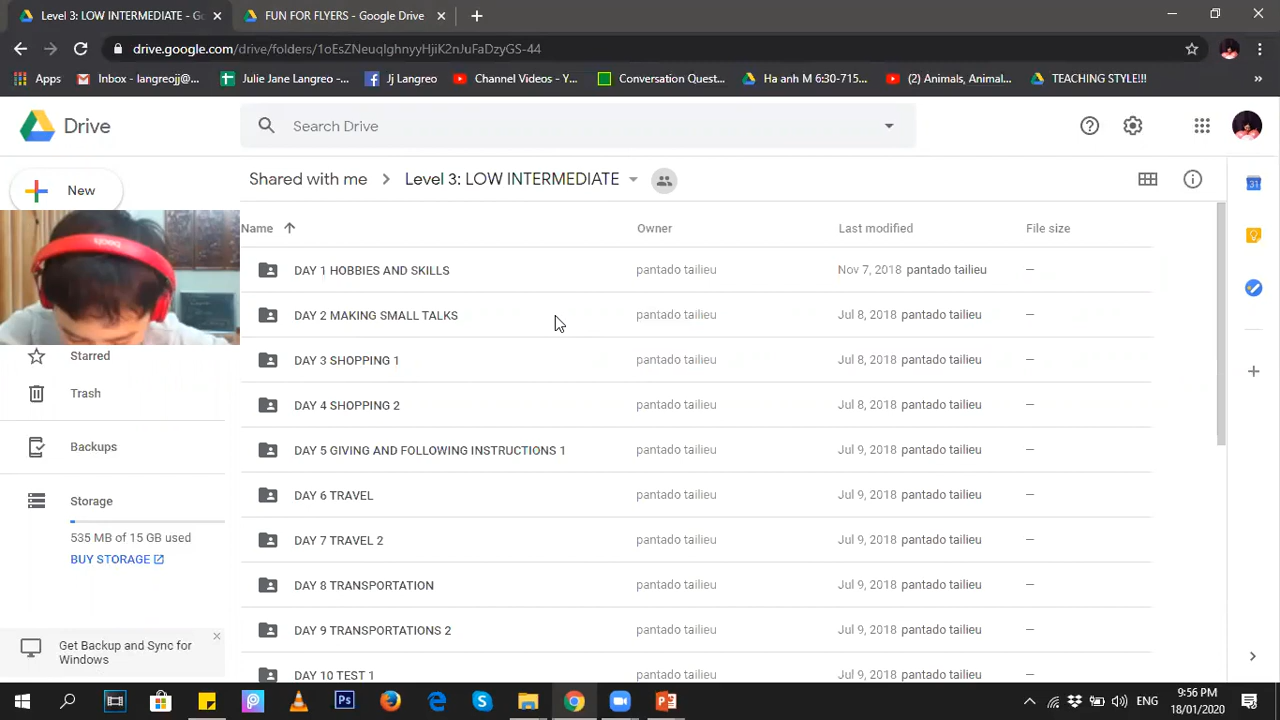 Level 3: LOW INTERMEDIATE - Go
FUN FOR FLYERS - Google Drive
drive.google.com/drive/folders/1oEsZNeuqIghnyyHjiK2nJuFaDzyGS-44
Apps
Inbox - langreojj@...
Julie Jane Langreo -...
Jj Langreo
Channel Videos - Y...
Conversation Quest...
Ha anh M 6:30-715...
(2) Animals, Animal...
TEACHING STYLE!!!
»
Drive
Search Drive
New
Shared with me > Level 3: LOW INTERMEDIATE
31
Name
Owner
Last modified
File size
DAY 1 HOBBIES AND SKILLS pantado tailieu Nov 7, 2018 pantado tailieu —
DAY 2 MAKING SMALL TALKS pantado tailieu Jul 8, 2018 pantado tailieu —
DAY 3 SHOPPING 1 pantado tailieu Jul 8, 2018 pantado tailieu —
DAY 4 SHOPPING 2 pantado tailieu Jul 8, 2018 pantado tailieu —
DAY 5 GIVING AND FOLLOWING INSTRUCTIONS 1 pantado tailieu Jul 9, 2018 pantado tailieu —
DAY 6 TRAVEL pantado tailieu Jul 9, 2018 pantado tailieu —
DAY 7 TRAVEL 2 pantado tailieu Jul 9, 2018 pantado tailieu —
DAY 8 TRANSPORTATION pantado tailieu Jul 9, 2018 pantado tailieu —
DAY 9 TRANSPORTATIONS 2 pantado tailieu Jul 9, 2018 pantado tailieu —
DAY 10 TEST 1
beats
Starred
Trash
Backups
Storage
535 MB of 15 GB used
BUY STORAGE
Get Backup and Sync for
Windows
Ps
ENG
9:56 PM
18/01/2020